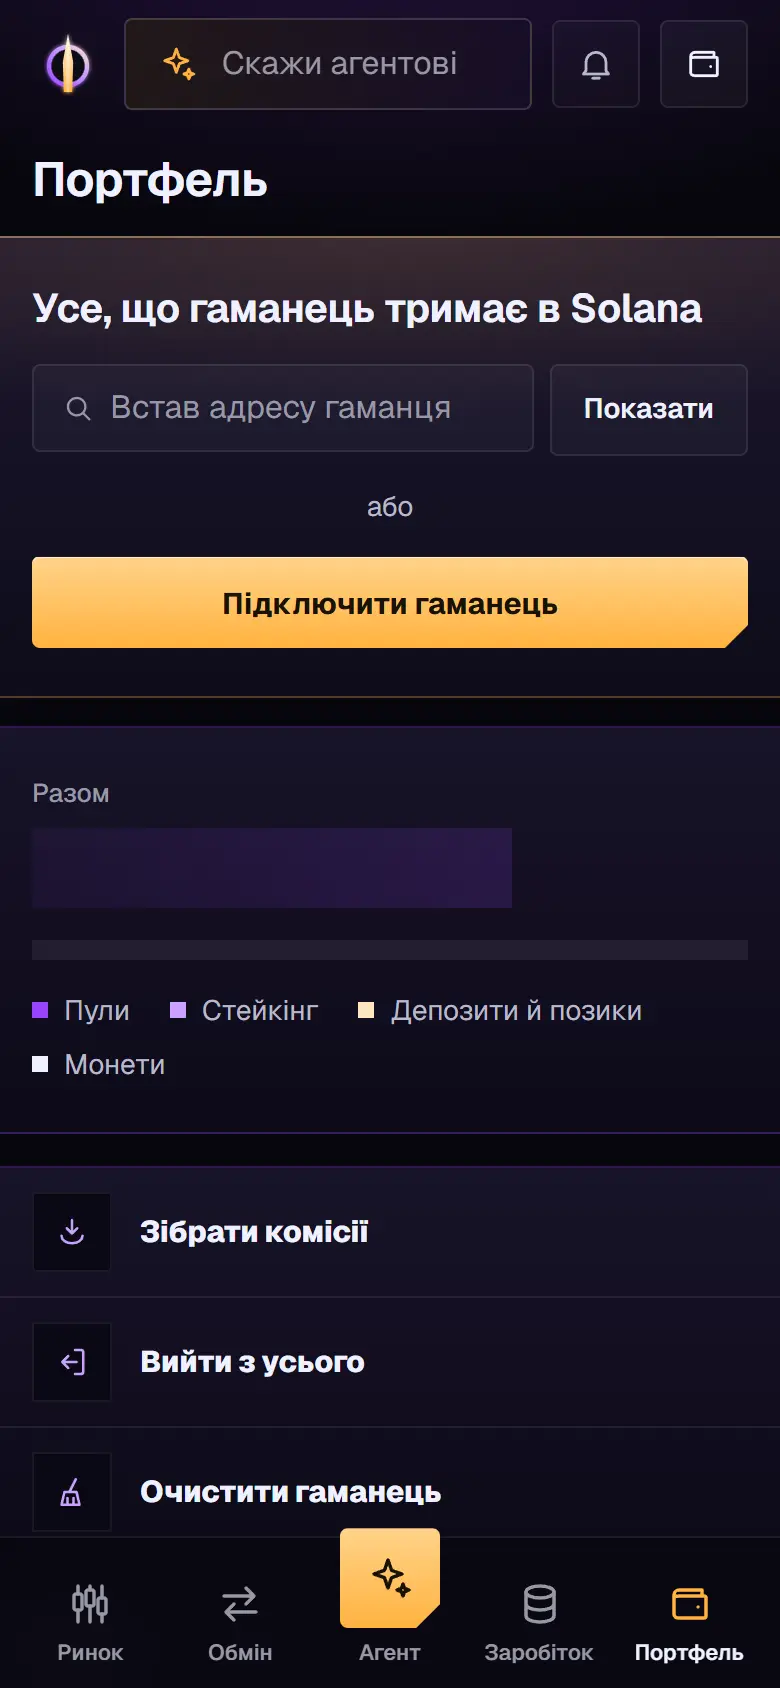 Скажи агентові
Портфель
Усе, що гаманець тримає в Solana
Встав адресу гаманця
Показати
або
Підключити гаманець
Разом
Пули
Стейкінг
Депозити й позики
Монети
Зібрати комісії
Вийти з усього
Очистити гаманець
Ринок
Обмін
Агент
Заробіток
Портфель